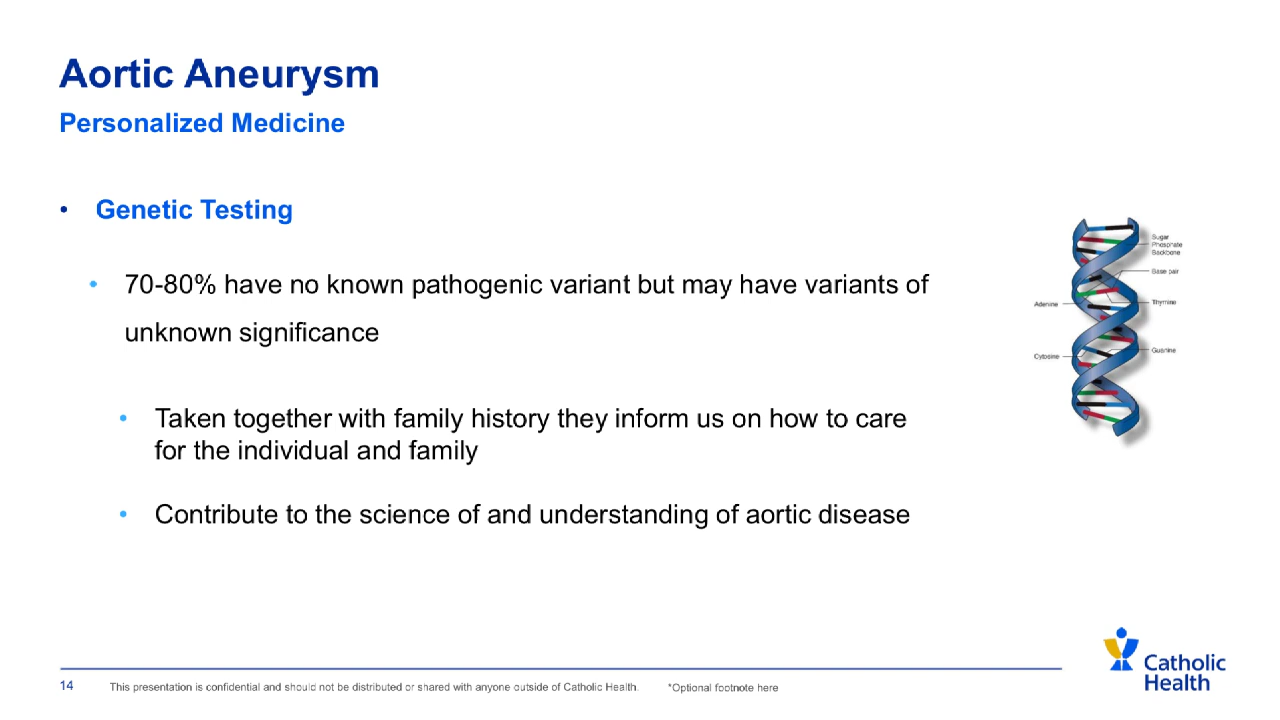 Aortic Aneurysm
Personalized Medicine
• Genetic Testing
• 70-80% have no known pathogenic variant but may have variants of
unknown significance
• Taken together with family history they inform us on how to care
for the individual and family
• Contribute to the science of and understanding of aortic disease
Sugar
Phosphate
Backbone
Base pair
Adenine
Thymine
Cytosine
Guanine
Catholic
Health
14 This presentation is confidential and should not be distributed or shared with anyone outside of Catholic Health. *Optional footnote here